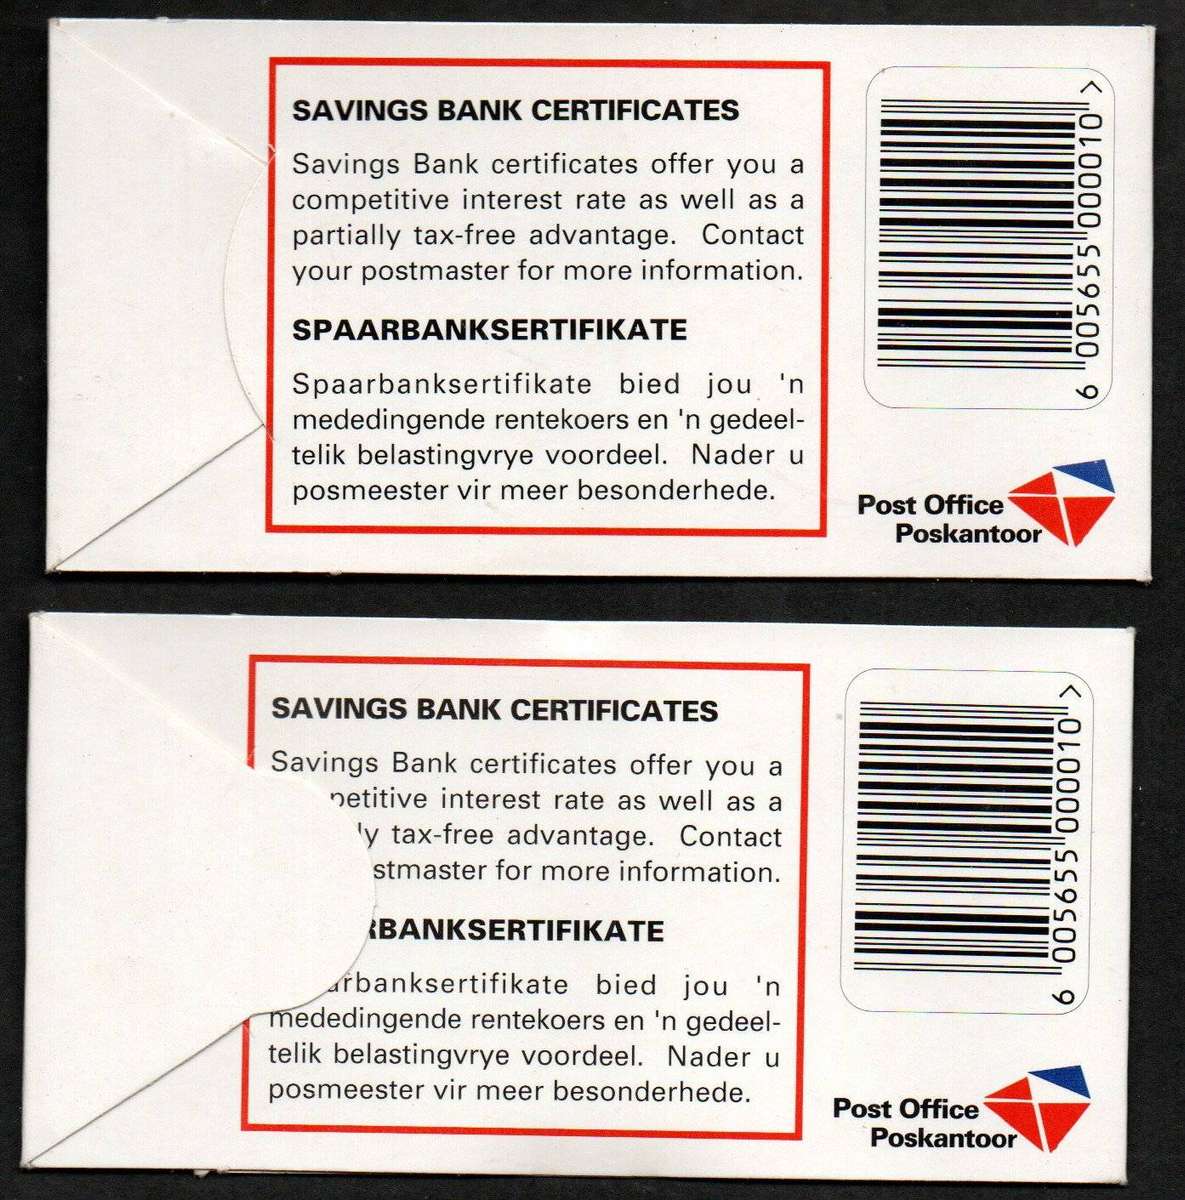 SAVINGS BANK CERTIFICATES
Savings Bank certificates offer you a
competitive interest rate as well as a
partially tax-free advantage. Contact
your postmaster for more information.
SPAARBANKSERTIFIKATE
Spaarbanksertifikate bied jou 'n
mededingende rentekoers en 'n gedeel-
telik belastingvrye voordeel. Nader u
posmeester vir meer besonderhede.
6 005655 000010 >
Post Office
Poskantoor
SAVINGS BANK CERTIFICATES
Savings Bank certificates offer you a
petitive interest rate as well as a
ly tax-free advantage. Contact
stmaster for more information.
RBANKSERTIFIKATE
arbanksertifikate bied jou 'n
mededingende rentekoers en 'n gedeel-
telik belastingvrye voordeel. Nader u
posmeester vir meer besonderhede.
6 005655 000010 >
Post Office
Poskantoor